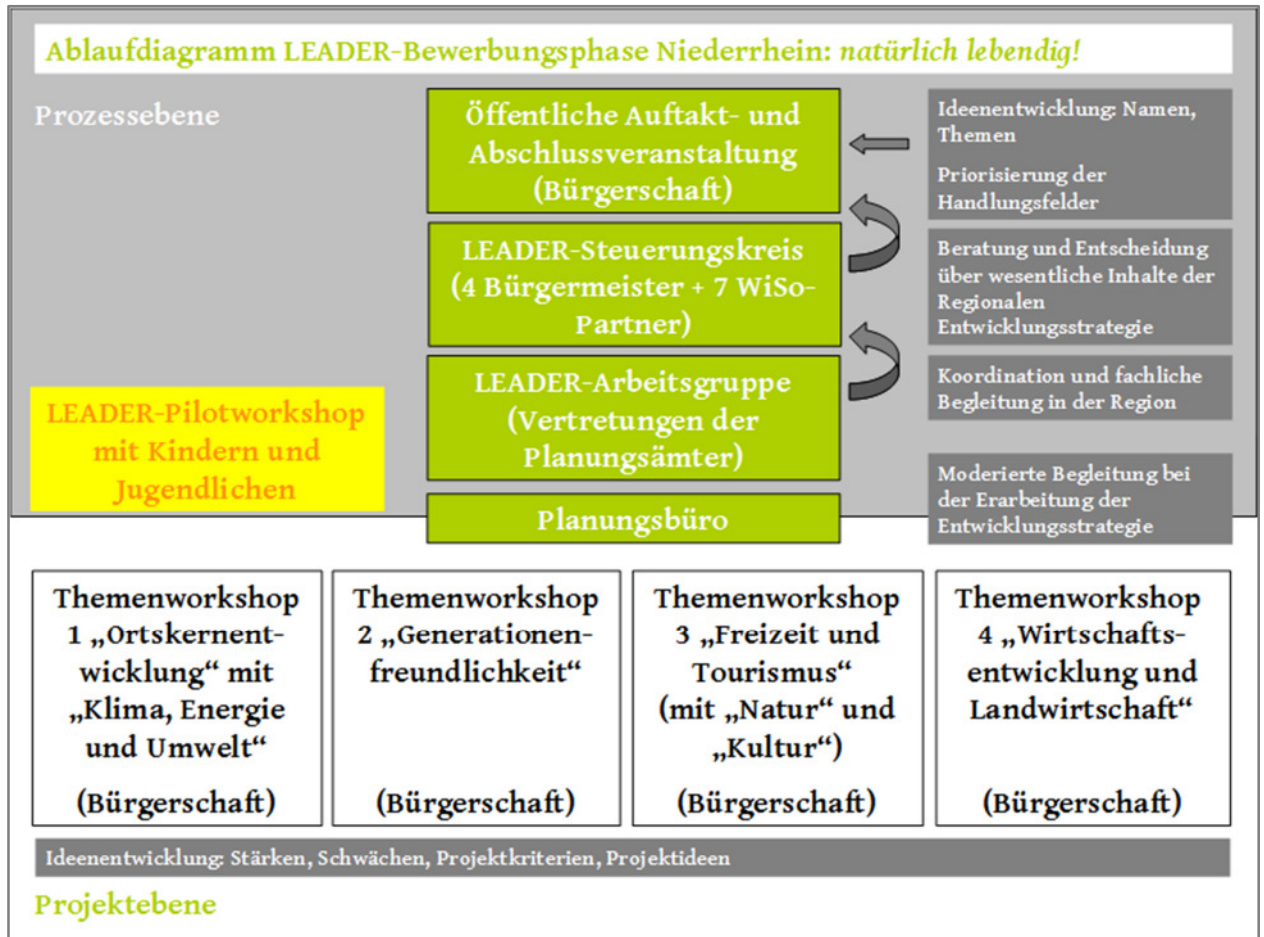 Ablaufdiagramm LEADER-Bewerbungsphase Niederrhein: natürlich lebendig!
Prozessebene
Öffentliche Auftakt- und
Abschlussveranstaltung
(Bürgerschaft)
Ideenentwicklung: Namen,
Themen
Priorisierung der
Handlungsfelder
LEADER-Steuerungskreis
(4 Bürgermeister + 7 WiSo-
Partner)
Beratung und Entscheidung
über wesentliche Inhalte der
Regionalen
Entwicklungsstrategie
LEADER-Arbeitsgruppe
(Vertretungen der
Planungsämter)
Koordination und fachliche
Begleitung in der Region
LEADER-Pilotworkshop
mit Kindern und
Jugendlichen
Planungsbüro
Moderierte Begleitung bei
der Erarbeitung der
Entwicklungsstrategie
Themenworkshop
1 „Ortskernent-
wicklung“ mit
„Klima, Energie
und Umwelt“
(Bürgerschaft)
Themenworkshop
2 „Generationen-
freundlichkeit“
(Bürgerschaft)
Themenworkshop
3 „Freizeit und
Tourismus“
(mit „Natur“ und
„Kultur“)
(Bürgerschaft)
Themenworkshop
4 „Wirtschafts-
entwicklung und
Landwirtschaft“
(Bürgerschaft)
Ideenentwicklung: Stärken, Schwächen, Projektkriterien, Projektideen
Projektebene